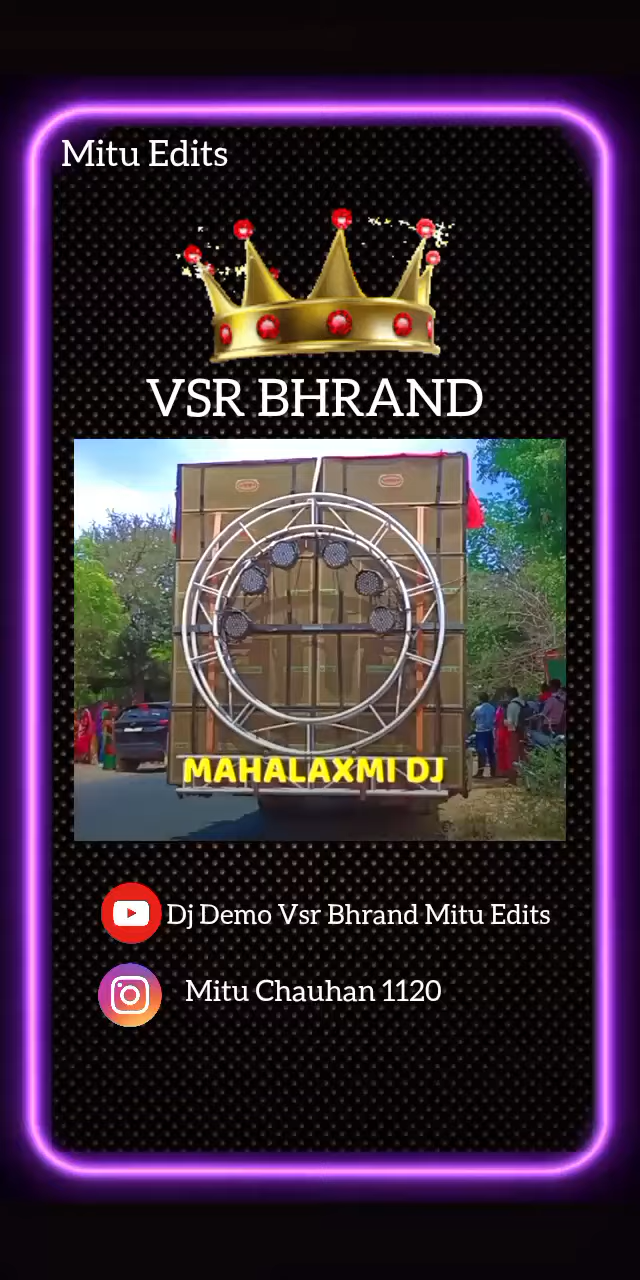 Mitu Edits
VSR BHRAND
MAHALAXMI DJ
Dj Demo Vsr Bhrand Mitu Edits
Mitu Chauhan 1120